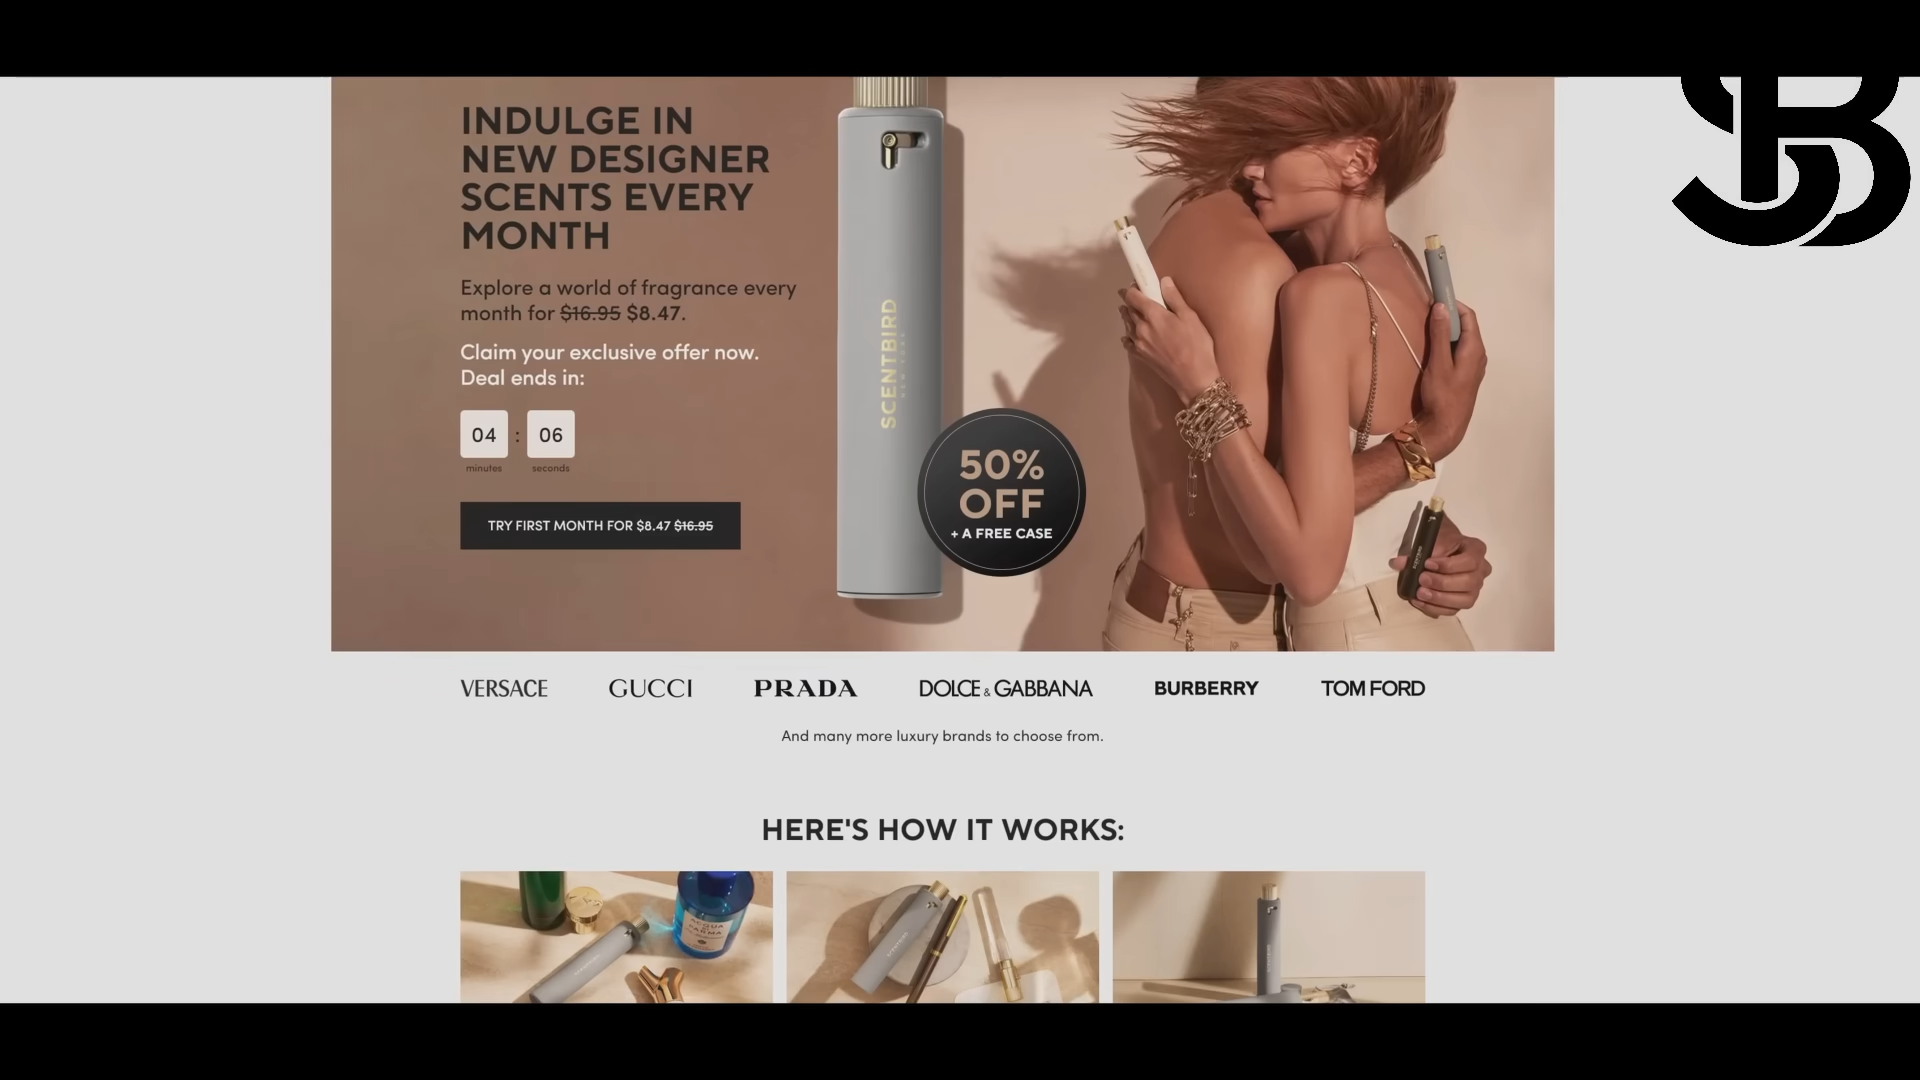 INDULGE IN
NEW DESIGNER
SCENTS EVERY
MONTH
Explore a world of fragrance every
month for $16.95 $8.47.
Claim your exclusive offer now.
Deal ends in:
04 : 06
minutes seconds
TRY FIRST MONTH FOR $8.47 $16.95
SCENTBIRD
NEW YORK
50%
OFF
+ A FREE CASE
VERSACE GUCCI PRADA DOLCE & GABBANA BURBERRY TOM FORD
And many more luxury brands to choose from.
HERE'S HOW IT WORKS:
ACQUA
DI
PARMA